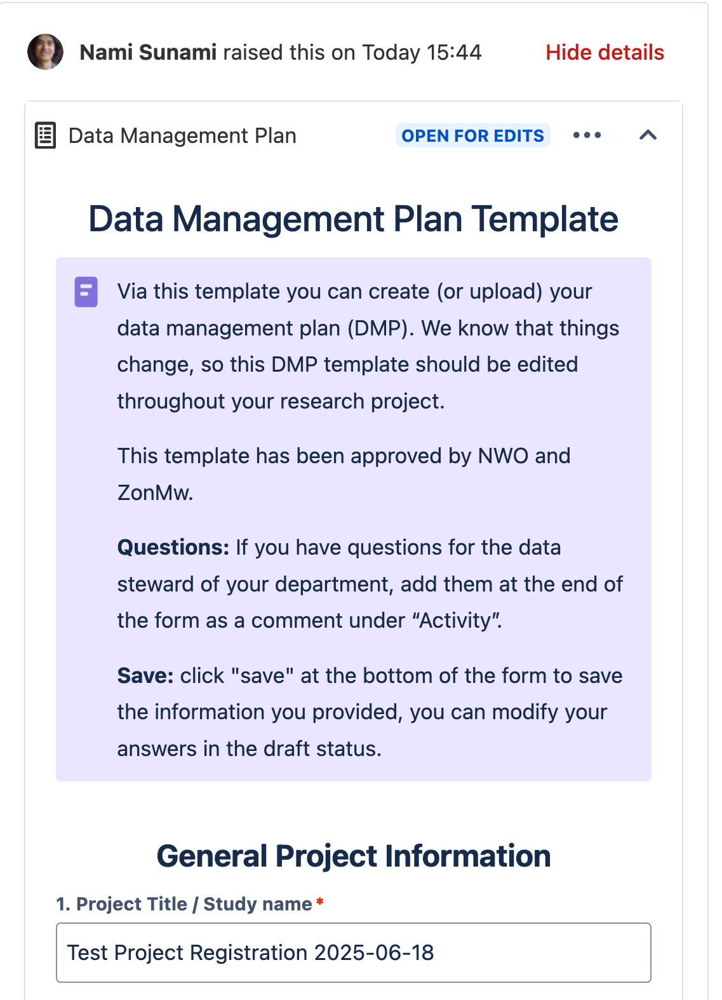 Nami Sunami raised this on Today 15:44
Hide details
Data Management Plan
OPEN FOR EDITS
Data Management Plan Template
Via this template you can create (or upload) your
data management plan (DMP). We know that things
change, so this DMP template should be edited
throughout your research project.
This template has been approved by NWO and
ZonMw.
Questions: If you have questions for the data
steward of your department, add them at the end of
the form as a comment under “Activity”.
Save: click "save" at the bottom of the form to save
the information you provided, you can modify your
answers in the draft status.
General Project Information
1. Project Title / Study name*
Test Project Registration 2025-06-18